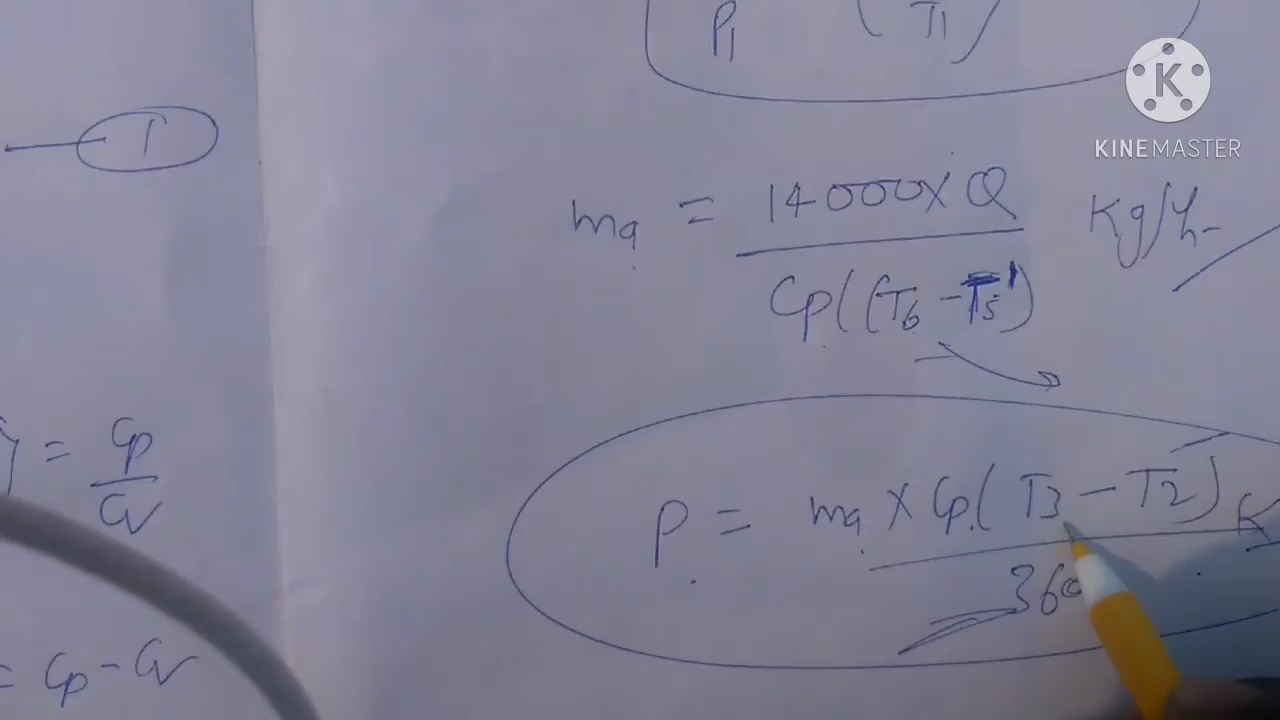 P1 ( T1 )
K
KINEMASTER
T
ma = 14000 X Q / Cp((T6 - T5') Kg/h
γ = Cp / Cv
P = ma X Cp (T3 - T2) / 360 K
= Cp - Cv